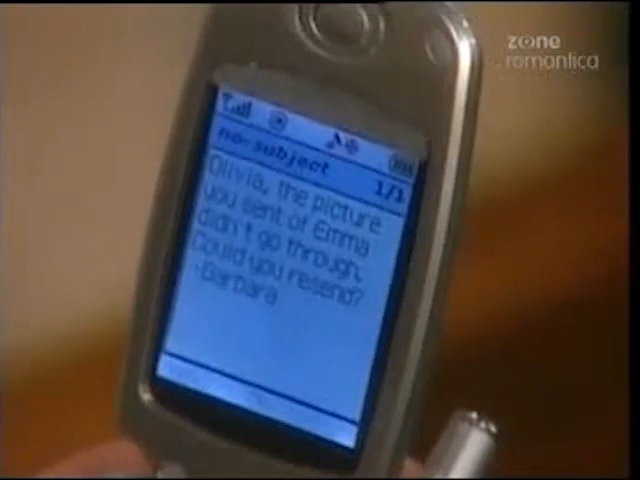 zone
romantica
no-subject
1/1
Olivia, the picture
you sent of Emma
didn't go through.
Could you resend?
-Barbara